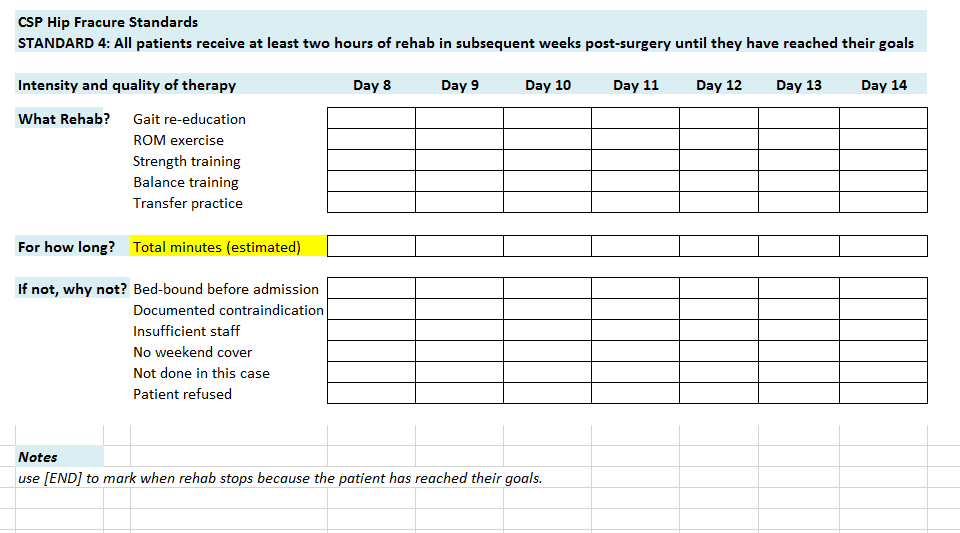 CSP Hip Fracure Standards
STANDARD 4: All patients receive at least two hours of rehab in subsequent weeks post-surgery until they have reached their goals
Intensity and quality of therapy Day 8 Day 9 Day 10 Day 11 Day 12 Day 13 Day 14
What Rehab? Gait re-education
ROM exercise
Strength training
Balance training
Transfer practice
For how long? Total minutes (estimated)
If not, why not? Bed-bound before admission
Documented contraindication
Insufficient staff
No weekend cover
Not done in this case
Patient refused
Notes
use [END] to mark when rehab stops because the patient has reached their goals.